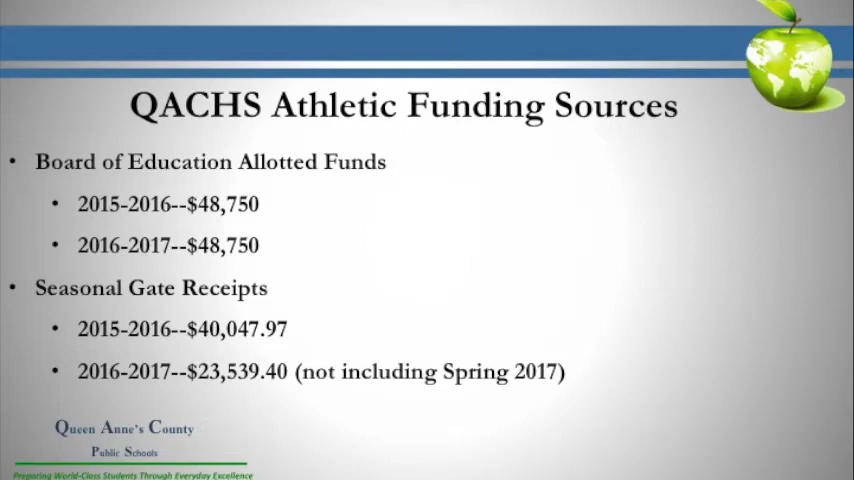 QACHS Athletic Funding Sources
• Board of Education Allotted Funds
• 2015-2016--$48,750
• 2016-2017--$48,750
• Seasonal Gate Receipts
• 2015-2016--$40,047.97
• 2016-2017--$23,539.40 (not including Spring 2017)
Queen Anne's County
Public Schools
Preparing World-Class Students Through Everyday Excellence